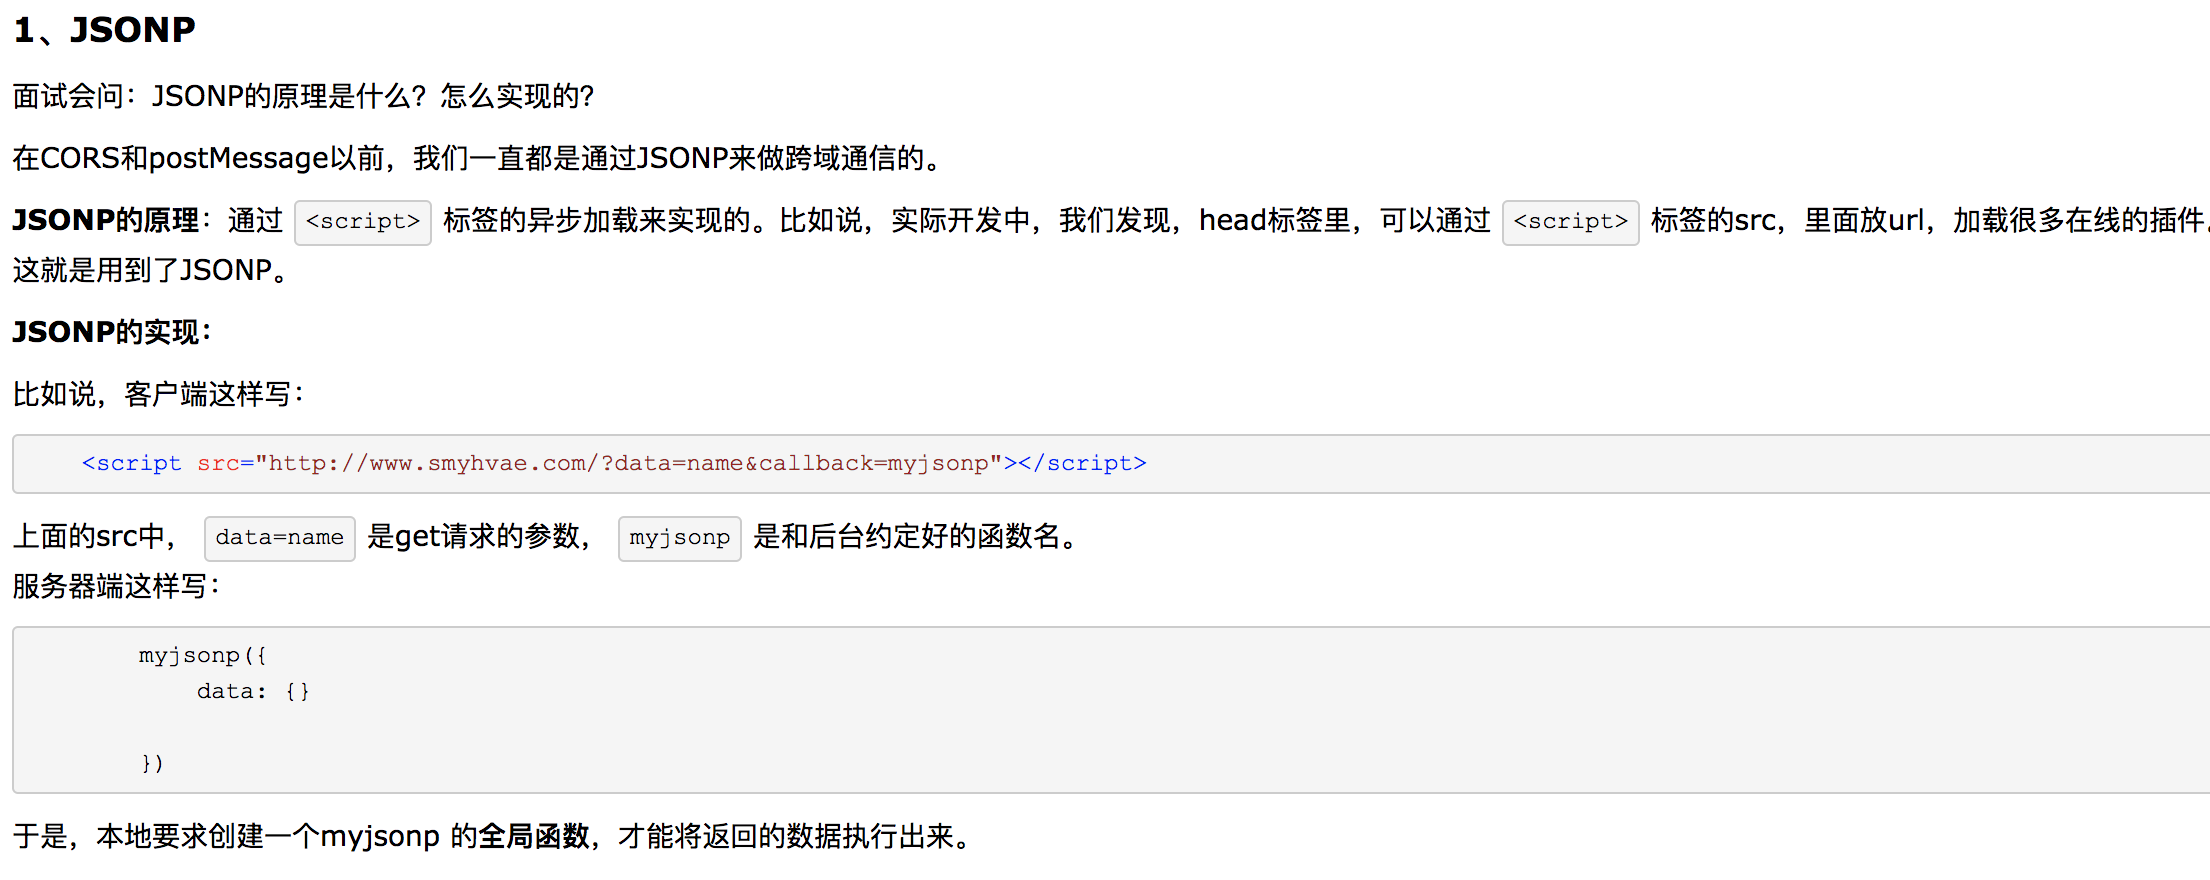 1、JSONP
面试会问：JSONP的原理是什么？怎么实现的？
在CORS和postMessage以前，我们一直都是通过JSONP来做跨域通信的。
JSONP的原理：通过 <script> 标签的异步加载来实现的。比如说，实际开发中，我们发现，head标签里，可以通过 <script> 标签的src，里面放url，加载很多在线的插件。
这就是用到了JSONP。
JSONP的实现：
比如说，客户端这样写：
<script src="http://www.smyhvae.com/?data=name&callback=myjsonp"></script>
上面的src中， data=name 是get请求的参数， myjsonp 是和后台约定好的函数名。
服务器端这样写：
myjsonp({
data: {}
})
于是，本地要求创建一个myjsonp 的全局函数，才能将返回的数据执行出来。